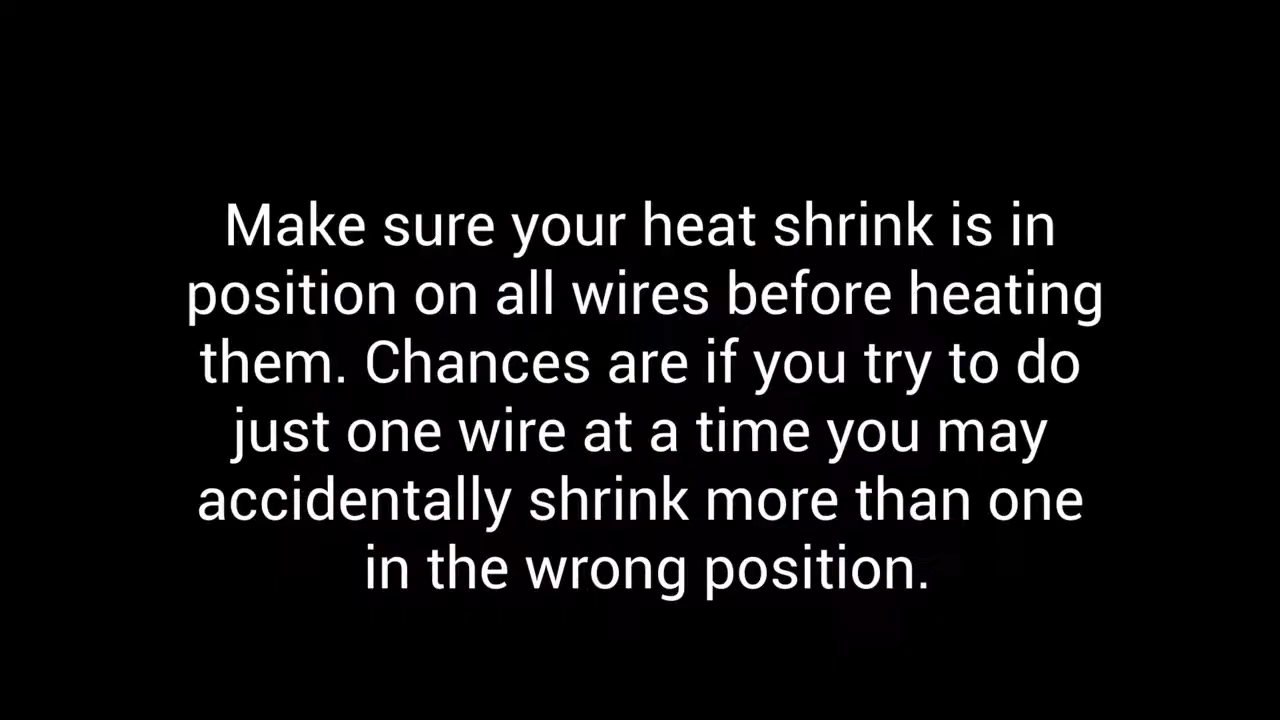 Make sure your heat shrink is in
position on all wires before heating
them. Chances are if you try to do
just one wire at a time you may
accidentally shrink more than one
in the wrong position.